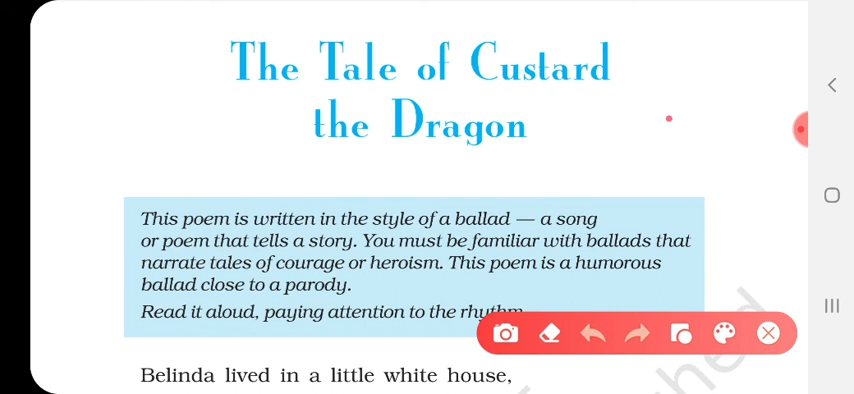 The Tale of Custard
the Dragon
This poem is written in the style of a ballad — a song
or poem that tells a story. You must be familiar with ballads that
narrate tales of courage or heroism. This poem is a humorous
ballad close to a parody.
Read it aloud, paying attention to the rhythm
Belinda lived in a little white house,